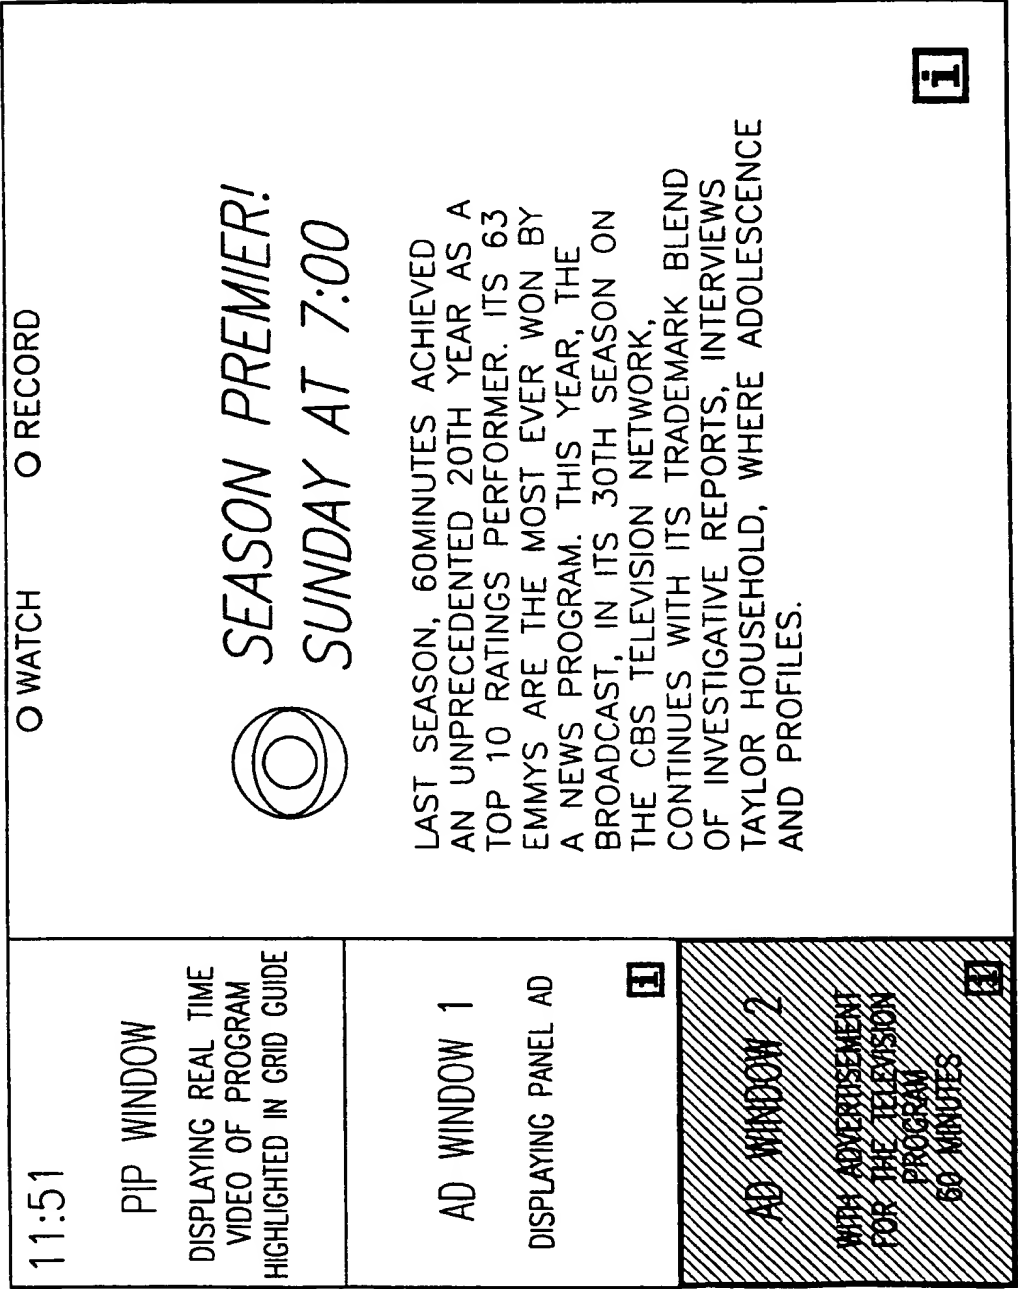 11:51
PIP WINDOW
DISPLAYING REAL TIME
VIDEO OF PROGRAM
HIGHLIGHTED IN GRID GUIDE
AD WINDOW 1
DISPLAYING PANEL AD
i
AD WINDOW 2
WITH ADVERTISEMENT
FOR THE TELEVISION
PROGRAM
60 MINUTES
i
O WATCH
O RECORD
SEASON PREMIER!
SUNDAY AT 7:00
LAST SEASON, 60MINUTES ACHIEVED
AN UNPRECEDENTED 20TH YEAR AS A
TOP 10 RATINGS PERFORMER. ITS 63
EMMYS ARE THE MOST EVER WON BY
A NEWS PROGRAM. THIS YEAR, THE
BROADCAST, IN ITS 30TH SEASON ON
THE CBS TELEVISION NETWORK,
CONTINUES WITH ITS TRADEMARK BLEND
OF INVESTIGATIVE REPORTS, INTERVIEWS
TAYLOR HOUSEHOLD, WHERE ADOLESCENCE
AND PROFILES.
i